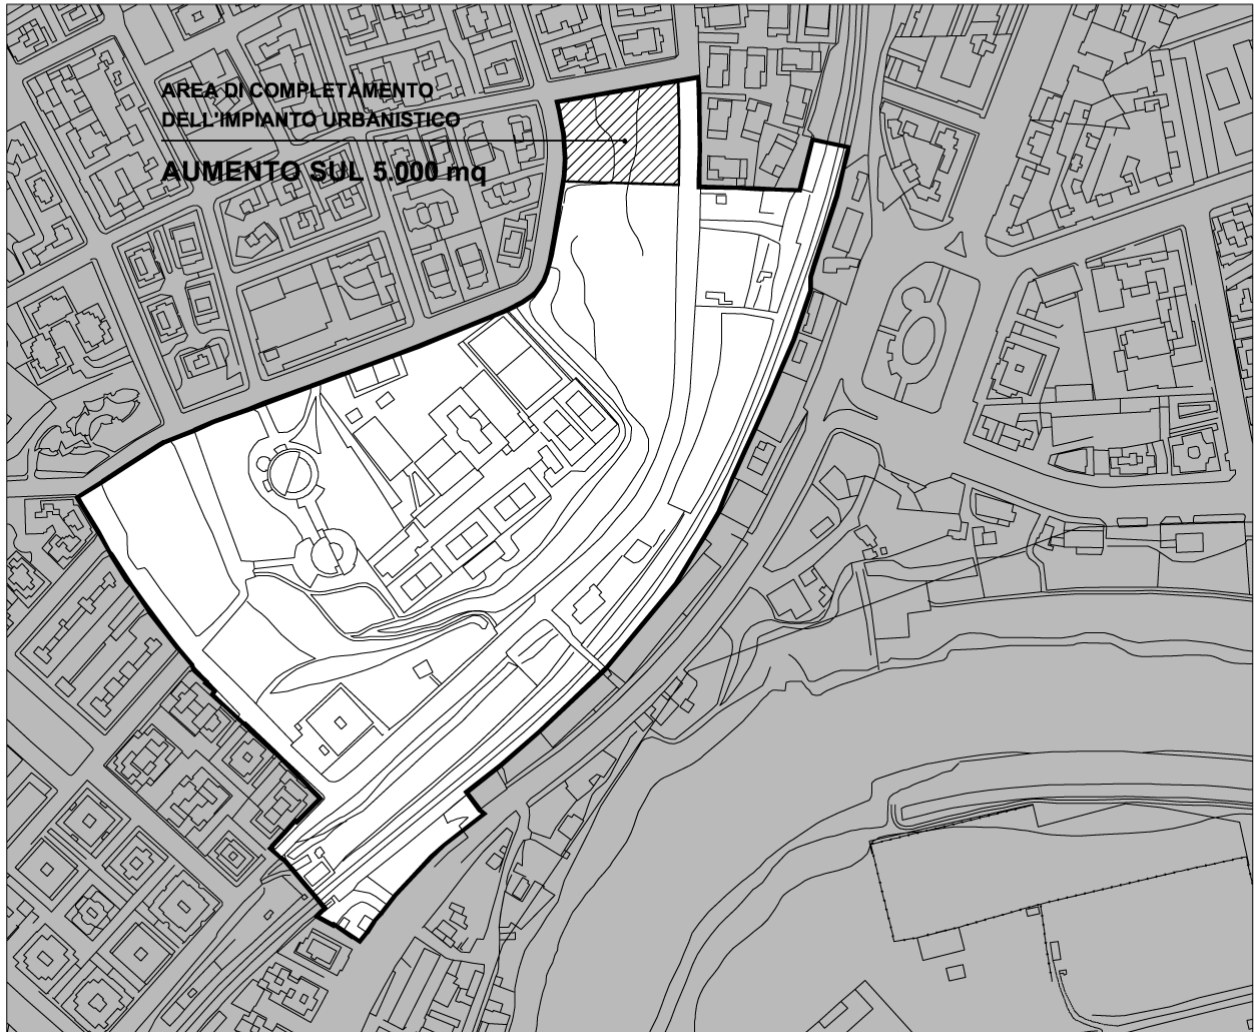 AREA DI COMPLETAMENTO
DELL'IMPIANTO URBANISTICO
AUMENTO SUL 5.000 mq